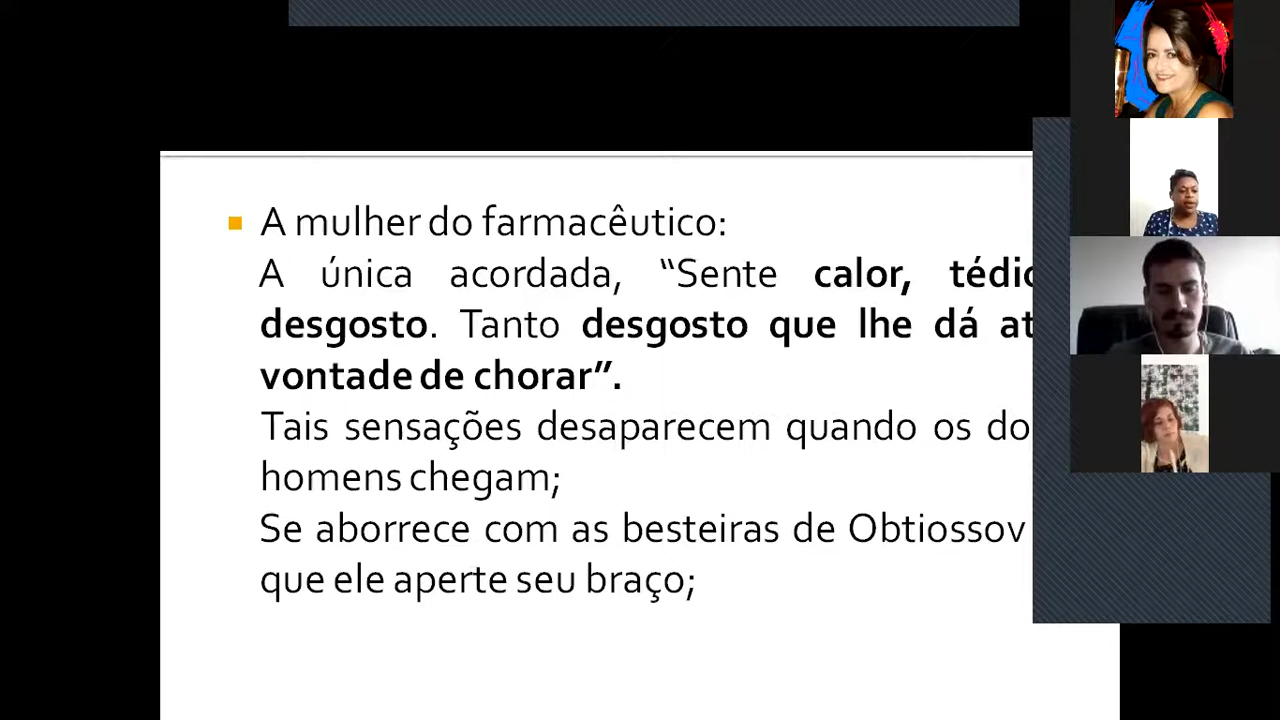 A mulher do farmacêutico:
A única acordada, “Sente calor,
desgosto. Tanto desgosto que lhe dá
vontade de chorar”.
Tais sensações desaparecem quando os
homens chegam;
Se aborrece com as besteiras de Obtiossov
que ele aperte seu braço;